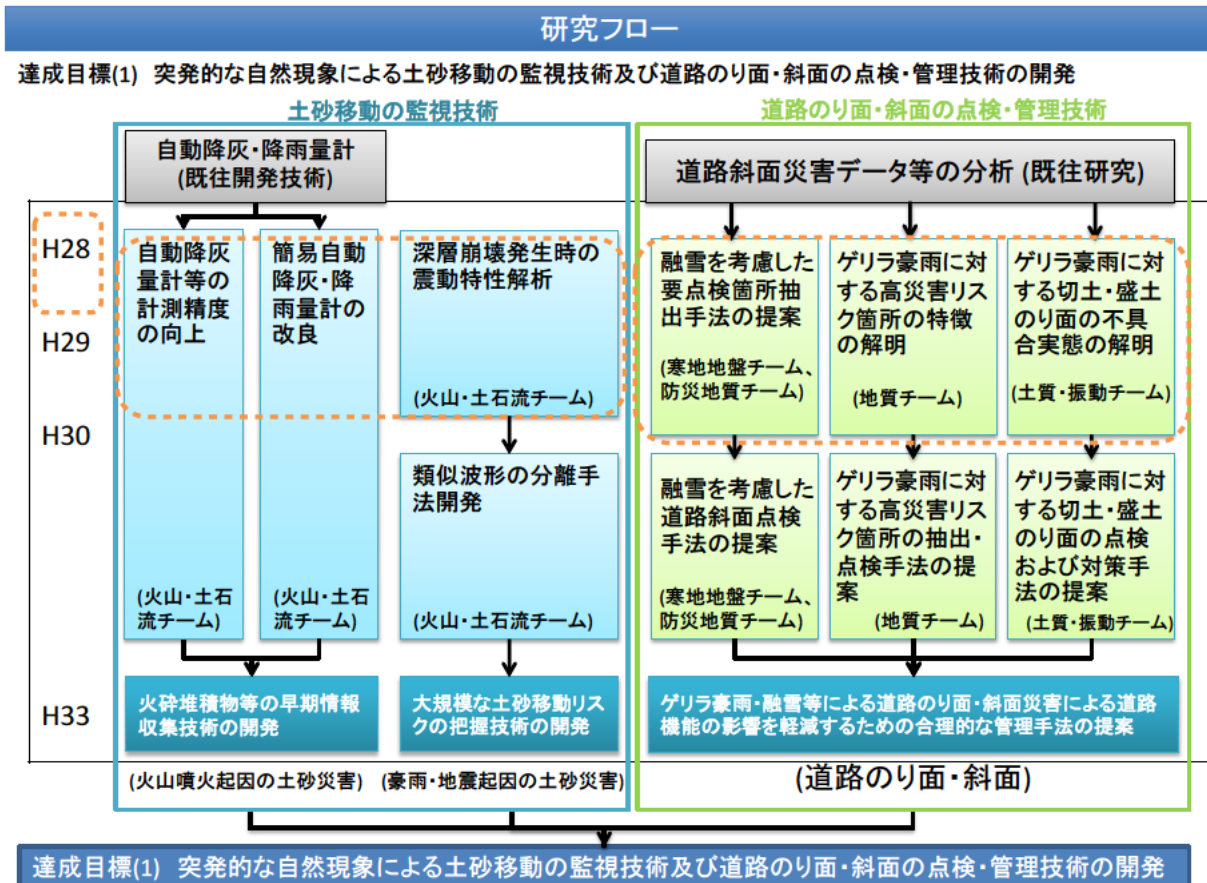 研究フロー
達成目標(1) 突発的な自然現象による土砂移動の監視技術及び道路のり面・斜面の点検・管理技術の開発
土砂移動の監視技術
道路のり面・斜面の点検・管理技術
自動降灰・降雨量計
(既往開発技術)
道路斜面災害データ等の分析 (既往研究)
H28
H29
H30
H33
自動降灰
量計等の
計測精度
の向上
(火山・土石
流チーム)
簡易自動
降灰・降
雨量計の
改良
(火山・土石
流チーム)
深層崩壊発生時の
震動特性解析
(火山・土石流チーム)
類似波形の分離手
法開発
(火山・土石流チーム)
融雪を考慮した
要点検箇所抽
出手法の提案
(寒地地盤チーム、
防災地質チーム)
ゲリラ豪雨に対
する高災害リス
ク箇所の特徴
の解明
(地質チーム)
ゲリラ豪雨に対
する切土・盛土
のり面の不具
合実態の解明
(土質・振動チーム)
融雪を考慮した
道路斜面点検
手法の提案
(寒地地盤チーム、
防災地質チーム)
ゲリラ豪雨に対
する高災害リス
ク箇所の抽出・
点検手法の提
案
(地質チーム)
ゲリラ豪雨に対
する切土・盛土
のり面の点検
および対策手
法の提案
(土質・振動チーム)
火砕堆積物等の早期情報
収集技術の開発
大規模な土砂移動リス
クの把握技術の開発
ゲリラ豪雨・融雪等による道路のり面・斜面災害による道路
機能の影響を軽減するための合理的な管理手法の提案
(火山噴火起因の土砂災害)
(豪雨・地震起因の土砂災害)
(道路のり面・斜面)
達成目標(1) 突発的な自然現象による土砂移動の監視技術及び道路のり面・斜面の点検・管理技術の開発